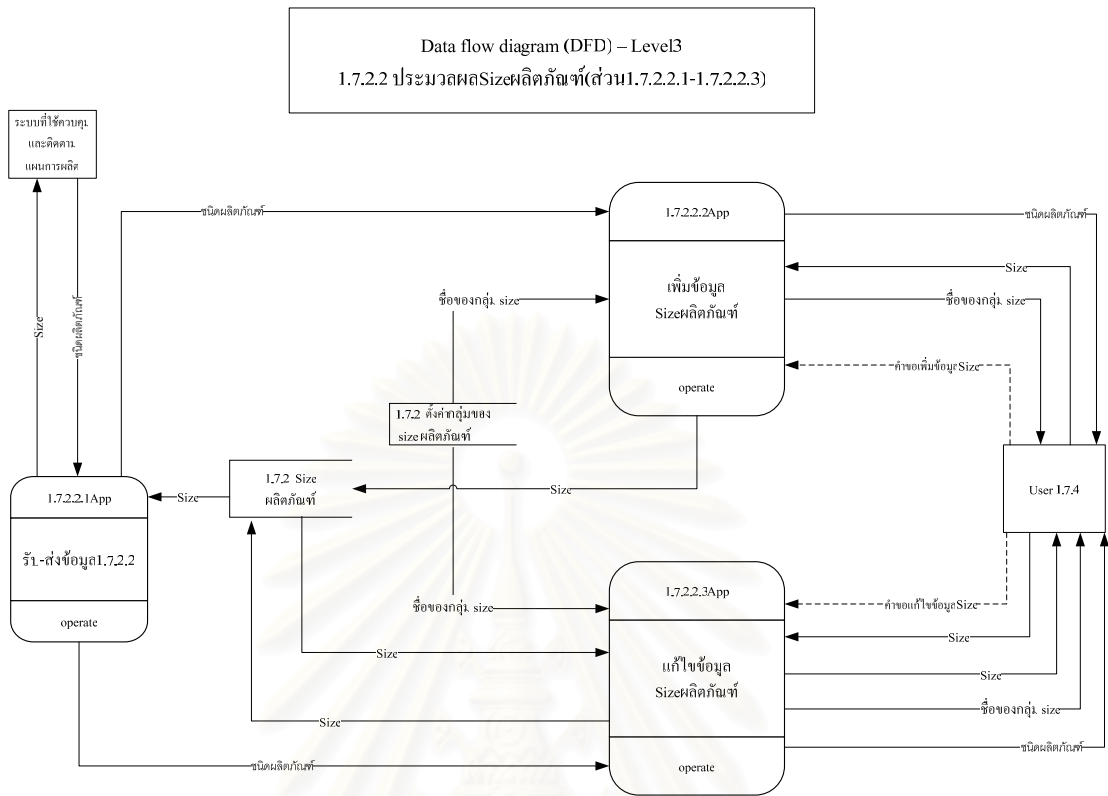 Data flow diagram (DFD) – Level3
1.7.2.2 ประมวลผลSizeผลิตภัณฑ์(ส่วน1.7.2.2.1-1.7.2.2.3)
ระบบที่ใช้ควบคุม
และติดตาม
แผนการผลิต
Size
ชนิดผลิตภัณฑ์
ชนิดผลิตภัณฑ์
1.7.2.2.2App
เพิ่มข้อมูล
Sizeผลิตภัณฑ์
operate
ชนิดผลิตภัณฑ์
Size
ชื่อของกลุ่ม size
ชื่อของกลุ่ม size
คำขอเพิ่มข้อมูลSize
1.7.2 ตั้งค่ากลุ่มของ
size ผลิตภัณฑ์
1.7.2 Size
ผลิตภัณฑ์
Size
Size
User 1.7.4
1.7.2.2.1App
รับ-ส่งข้อมูล1.7.2.2
operate
1.7.2.2.3App
แก้ไขข้อมูล
Sizeผลิตภัณฑ์
operate
ชื่อของกลุ่ม size
คำขอแก้ไขข้อมูลSize
Size
Size
Size
ชื่อของกลุ่ม size
Size
ชนิดผลิตภัณฑ์
ชนิดผลิตภัณฑ์